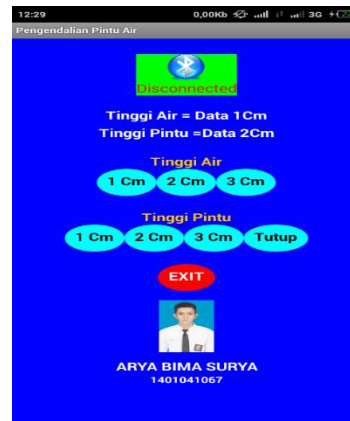 12:29 0,00Kb 3G
Pengendalian Pintu Air
Disconnected
Tinggi Air = Data 1Cm
Tinggi Pintu =Data 2Cm
Tinggi Air
1 Cm 2 Cm 3 Cm
Tinggi Pintu
1 Cm 2 Cm 3 Cm Tutup
EXIT
ARYA BIMA SURYA
1401041067